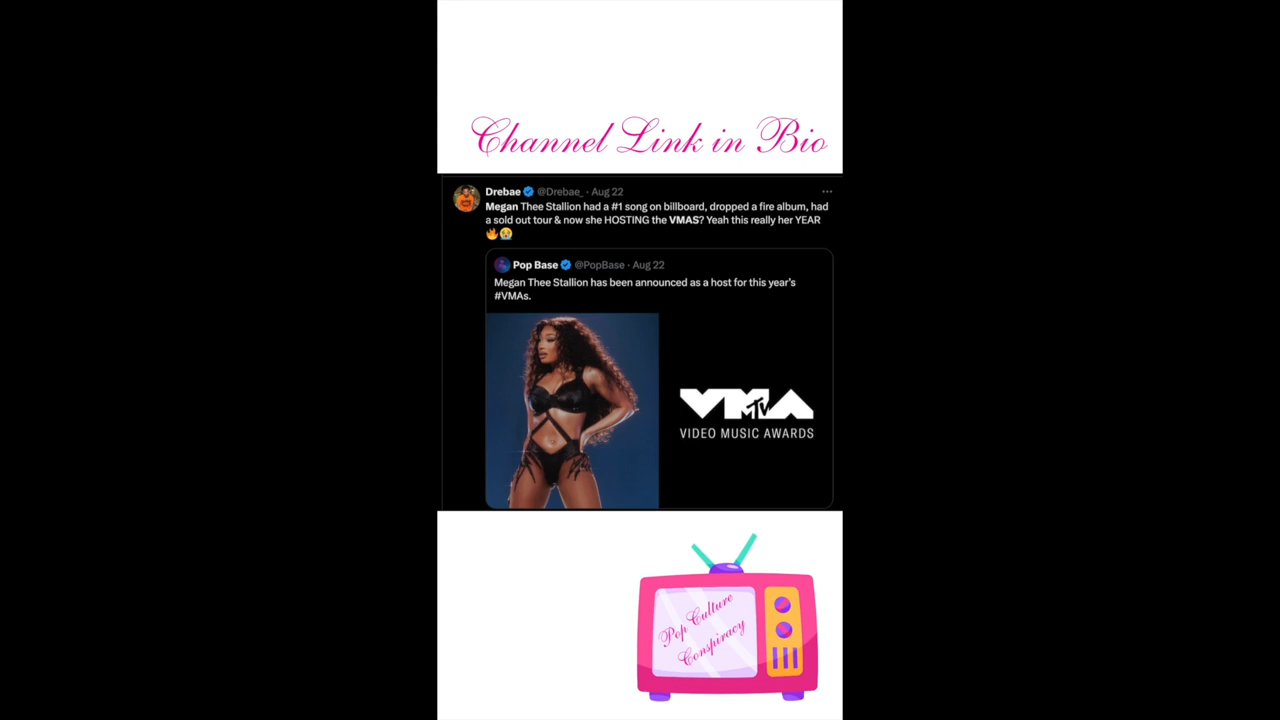 Channel Link in Bio
Drebae @Drebae_ · Aug 22
Megan Thee Stallion had a #1 song on billboard, dropped a fire album, had
a sold out tour & now she HOSTING the VMAS? Yeah this really her YEAR
🔥😭
Pop Base @PopBase · Aug 22
Megan Thee Stallion has been announced as a host for this year's
#VMAs.
VMA
MTV
VIDEO MUSIC AWARDS
Pop Culture
Conspiracy